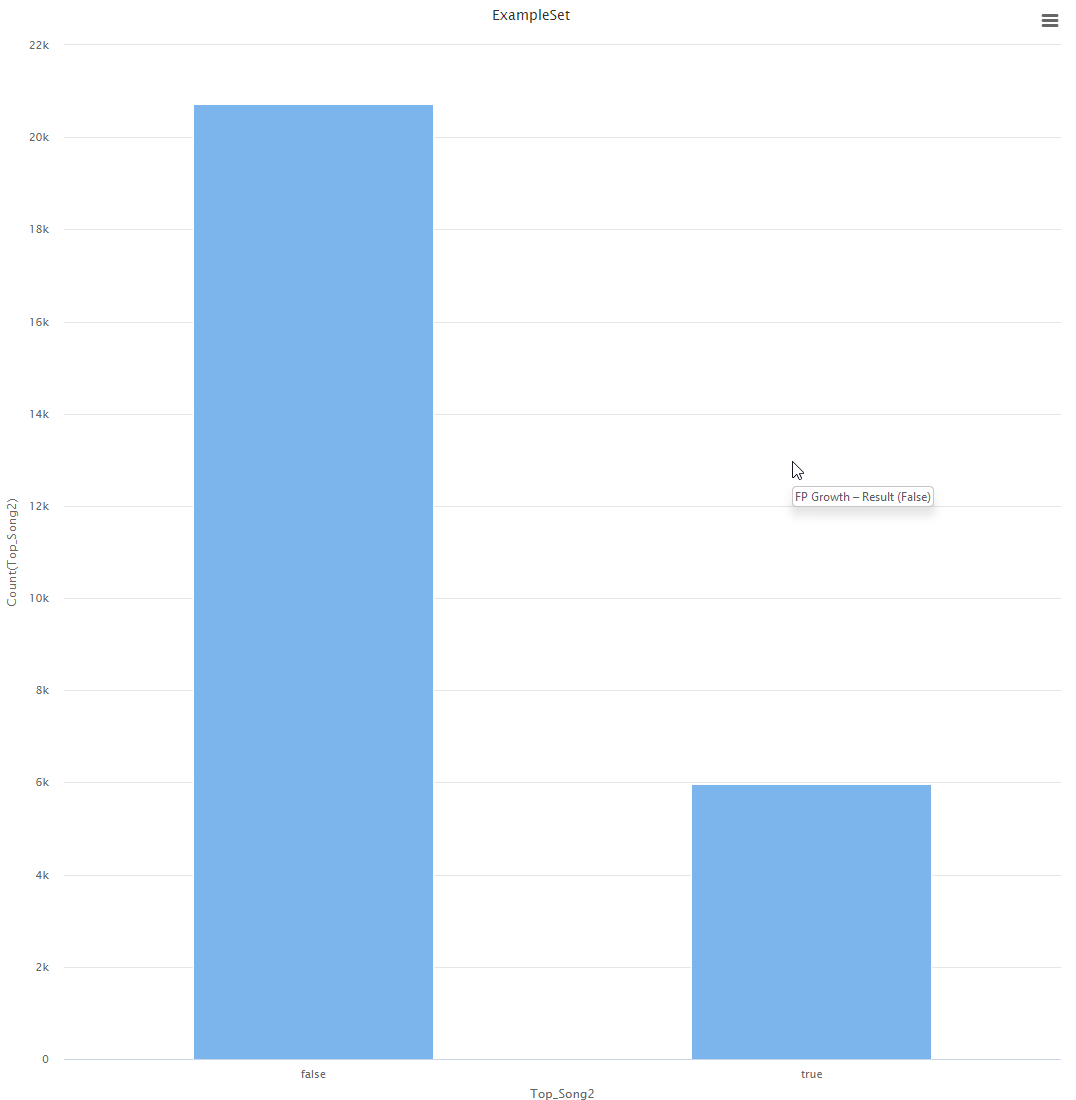 ExampleSet
22k
20k
18k
16k
14k
12k
10k
8k
6k
4k
2k
0
Count(Top_Song2)
FP Growth – Result (False)
false
true
Top_Song2